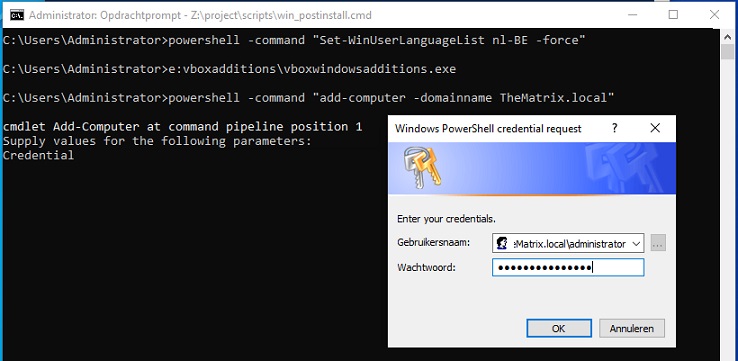 Administrator: Opdrachtprompt - Z:\project\scripts\win_postinstall.cmd
C:\Users\Administrator>powershell -command "Set-WinUserLanguageList nl-BE -force"
C:\Users\Administrator>e:vboxadditions\vboxwindowsadditions.exe
C:\Users\Administrator>powershell -command "add-computer -domainname TheMatrix.local"
cmdlet Add-Computer at command pipeline position 1
Supply values for the following parameters:
Credential
Windows PowerShell credential request
Enter your credentials.
Gebruikersnaam: :Matrix.local\administrator
Wachtwoord: ●●●●●●●●●●●●●●●
OK Annuleren